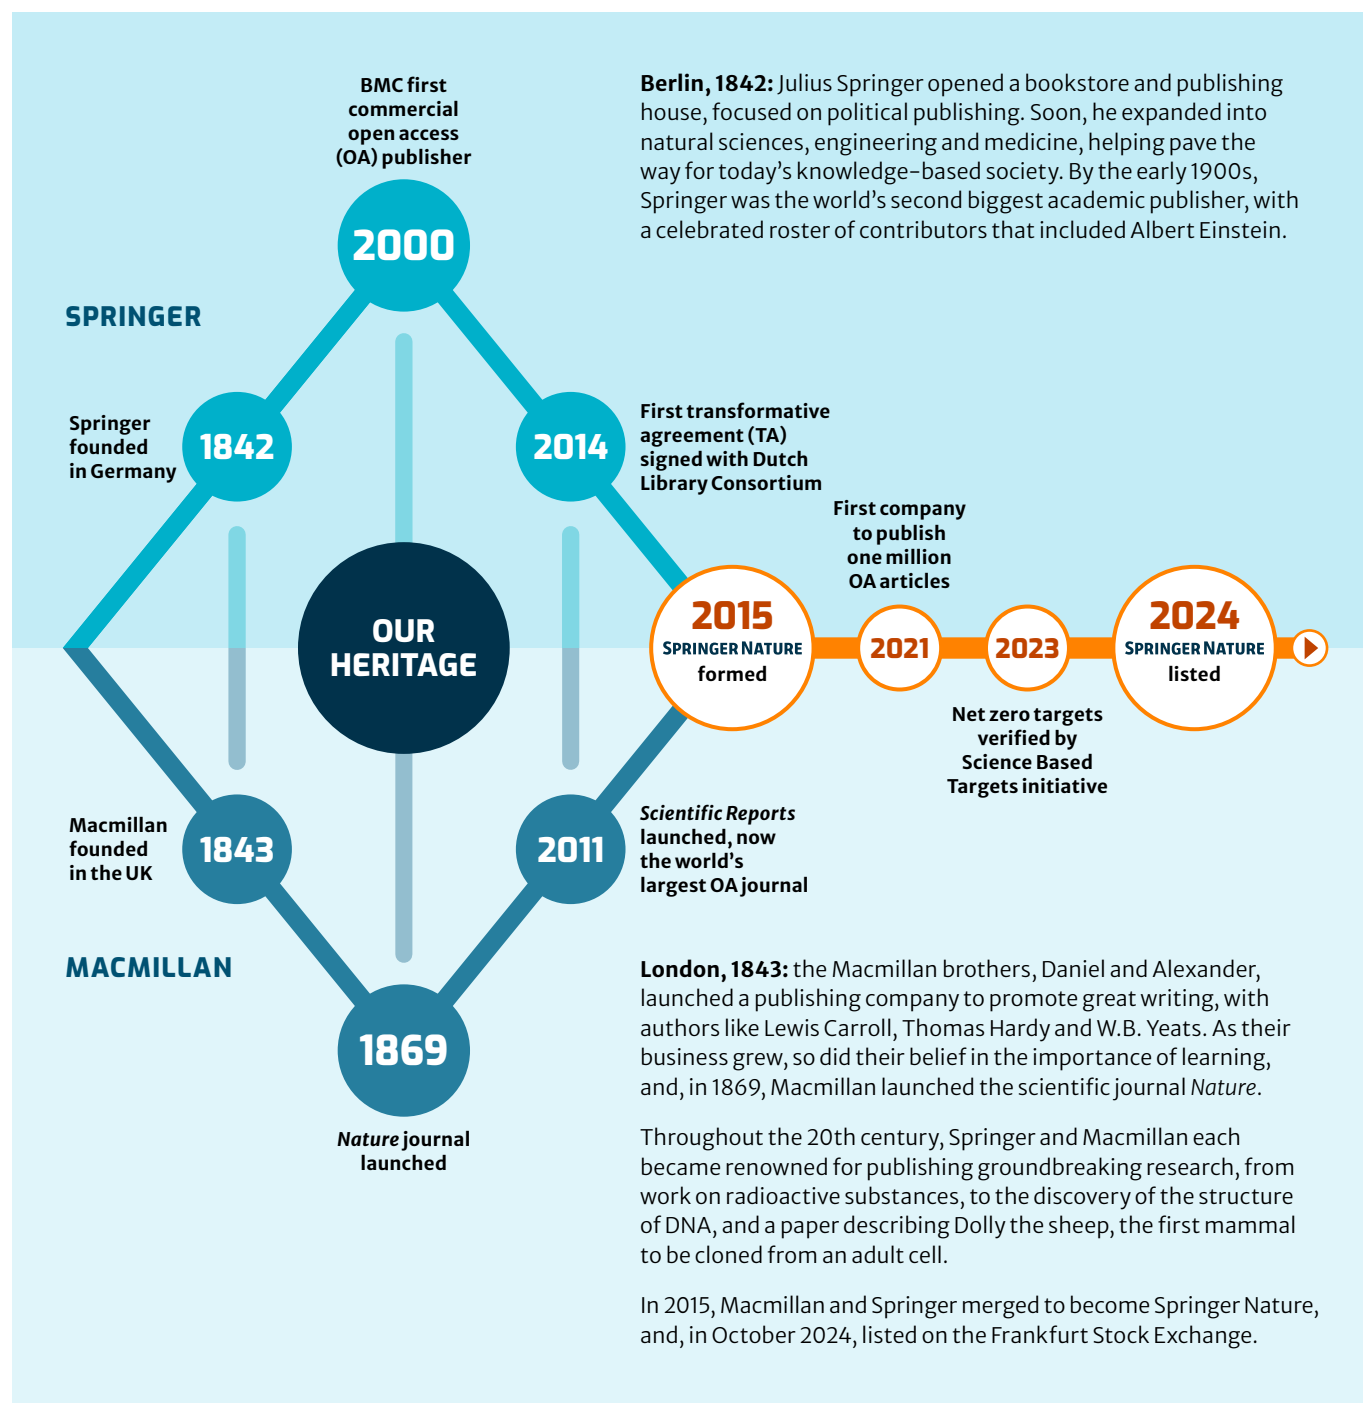 BMC first
commercial
open access
(OA) publisher
2000
Berlin, 1842: Julius Springer opened a bookstore and publishing
house, focused on political publishing. Soon, he expanded into
natural sciences, engineering and medicine, helping pave the
way for today’s knowledge-based society. By the early 1900s,
Springer was the world’s second biggest academic publisher, with
a celebrated roster of contributors that included Albert Einstein.
SPRINGER
Springer
founded
in Germany
1842
2014
First transformative
agreement (TA)
signed with Dutch
Library Consortium
OUR
HERITAGE
2015
SPRINGER NATURE
formed
First company
to publish
one million
OA articles
2021
2023
Net zero targets
verified by
Science Based
Targets initiative
2024
SPRINGER NATURE
listed
Macmillan
founded
in the UK
1843
2011
Scientific Reports
launched, now
the world’s
largest OA journal
MACMILLAN
1869
Nature journal
launched
London, 1843: the Macmillan brothers, Daniel and Alexander,
launched a publishing company to promote great writing, with
authors like Lewis Carroll, Thomas Hardy and W.B. Yeats. As their
business grew, so did their belief in the importance of learning,
and, in 1869, Macmillan launched the scientific journal Nature.
Throughout the 20th century, Springer and Macmillan each
became renowned for publishing groundbreaking research, from
work on radioactive substances, to the discovery of the structure
of DNA, and a paper describing Dolly the sheep, the first mammal
to be cloned from an adult cell.
In 2015, Macmillan and Springer merged to become Springer Nature,
and, in October 2024, listed on the Frankfurt Stock Exchange.